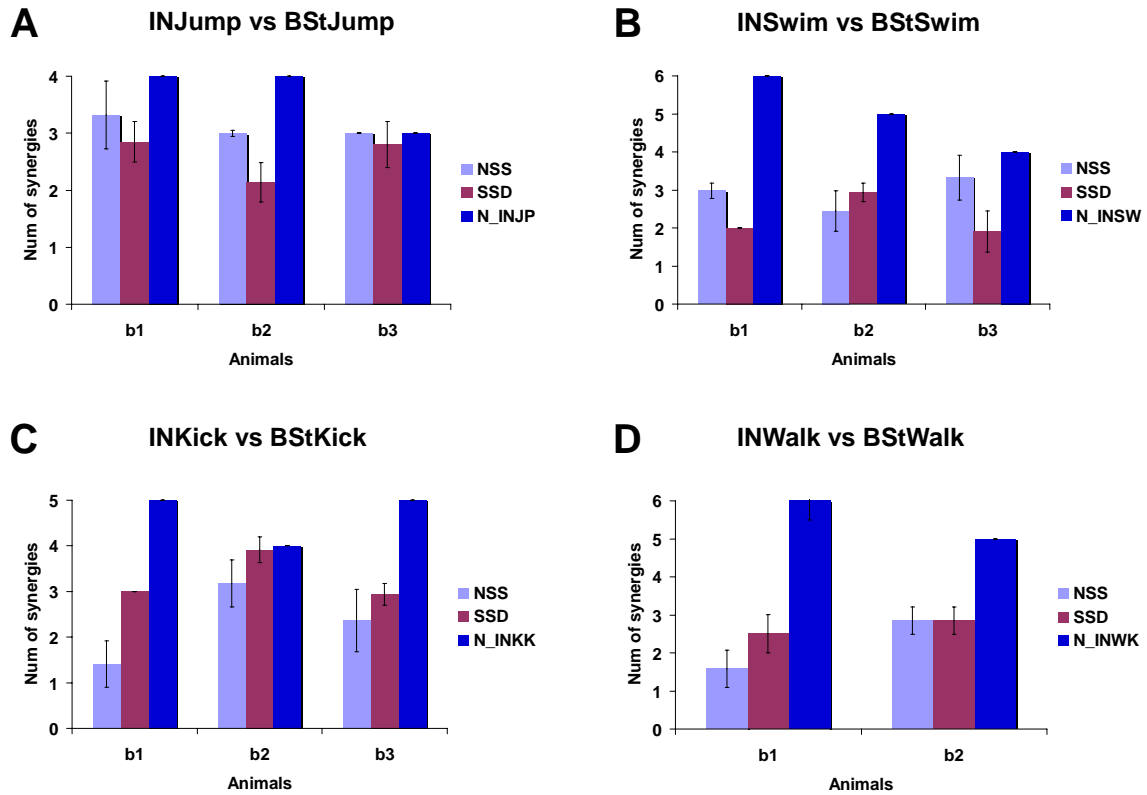 A
INJump vs BStJump
Num of synergies
4
3
2
1
0
b1 b2 b3
Animals
NSS
SSD
N_INJP
B
INSwim vs BStSwim
Num of synergies
6
5
4
3
2
1
0
b1 b2 b3
Animals
NSS
SSD
N_INSW
C
INKick vs BStKick
Num of synergies
5
4
3
2
1
0
b1 b2 b3
Animals
NSS
SSD
N_INKK
D
INWalk vs BStWalk
Num of synergies
6
5
4
3
2
1
0
b1 b2
Animals
NSS
SSD
N_INWK